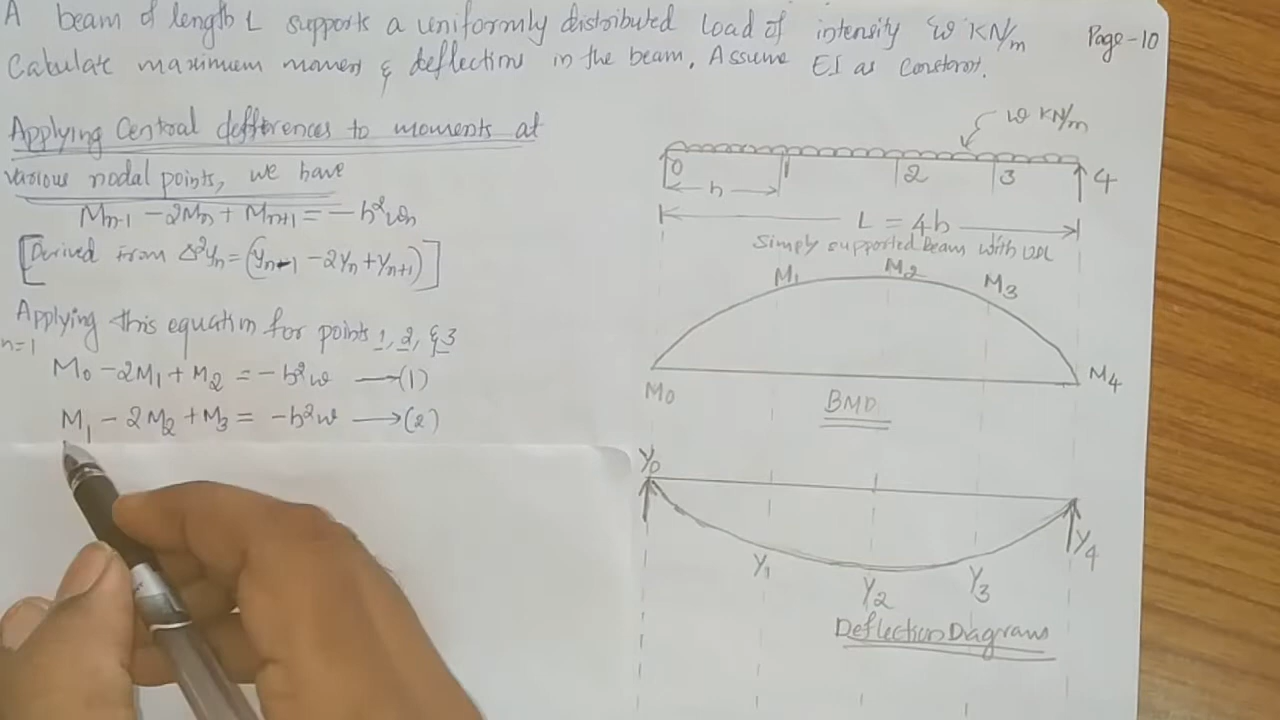 A beam of length L supports a uniformly distributed load of intensity w KN/m
Page-10
Calculate maximum moment & deflections in the beam. Assume EI as constant.
Applying Central differences to moments at
various nodal points, we have
Mn-1 - 2Mn + Mn+1 = -h²ωn
[Derived from Δ²yn = (yn-1 - 2yn + yn+1)]
Applying this equation for points 1, 2, & 3
n=1
M0 - 2M1 + M2 = -h²w → (1)
M1 - 2M2 + M3 = -h²w → (2)
w KN/m
0 1 2 3 4
h
L = 4h
Simply supported beam with UDL
M1 M2 M3
M0 M4
BMD
Y0
Y1 Y2 Y3 Y4
Deflection Diagram